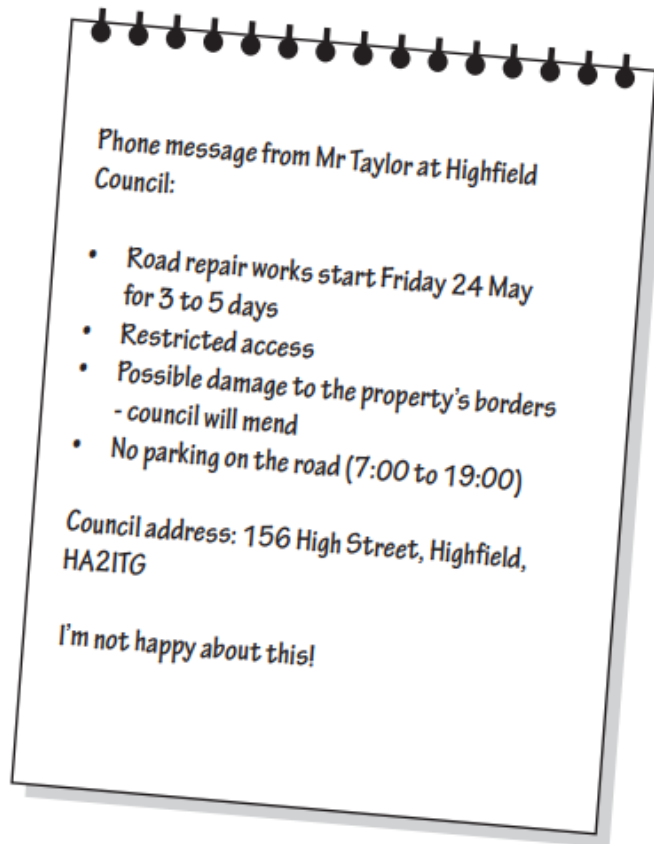 Phone message from Mr Taylor at Highfield
Council:
• Road repair works start Friday 24 May
for 3 to 5 days
• Restricted access
• Possible damage to the property's borders
- council will mend
• No parking on the road (7:00 to 19:00)
Council address: 156 High Street, Highfield,
HA2ITG
I'm not happy about this!